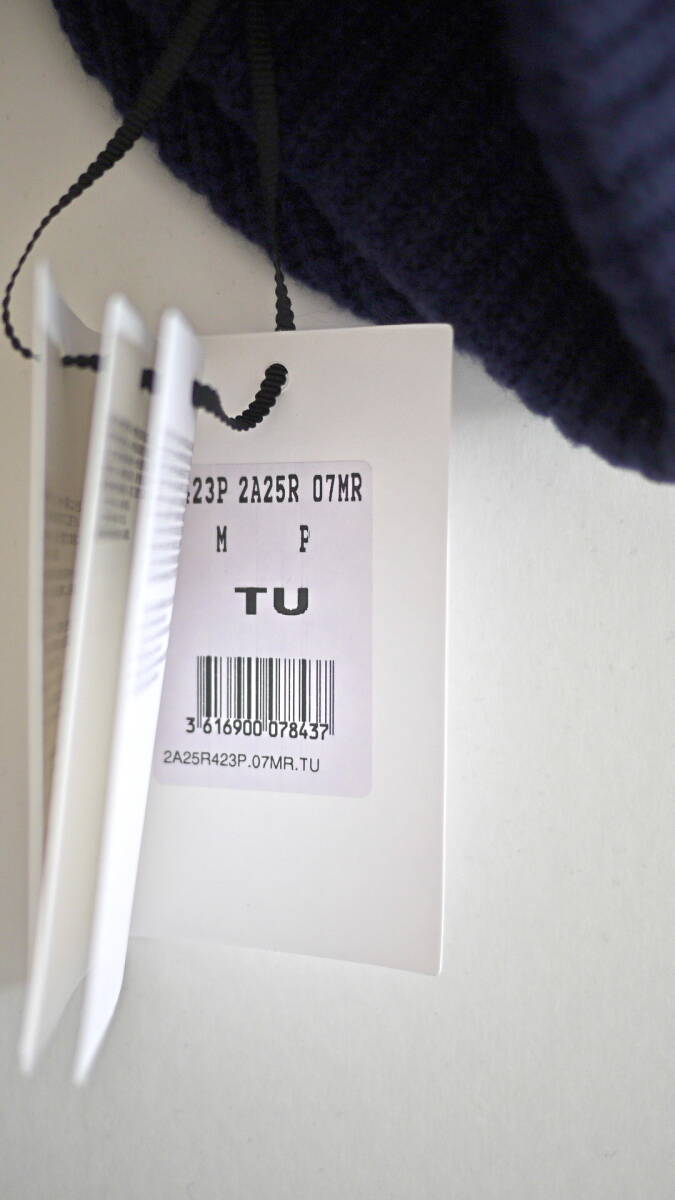 423P 2A25R 07MR
M P
TU
3 616900 078437
2A25R423P.07MR.TU